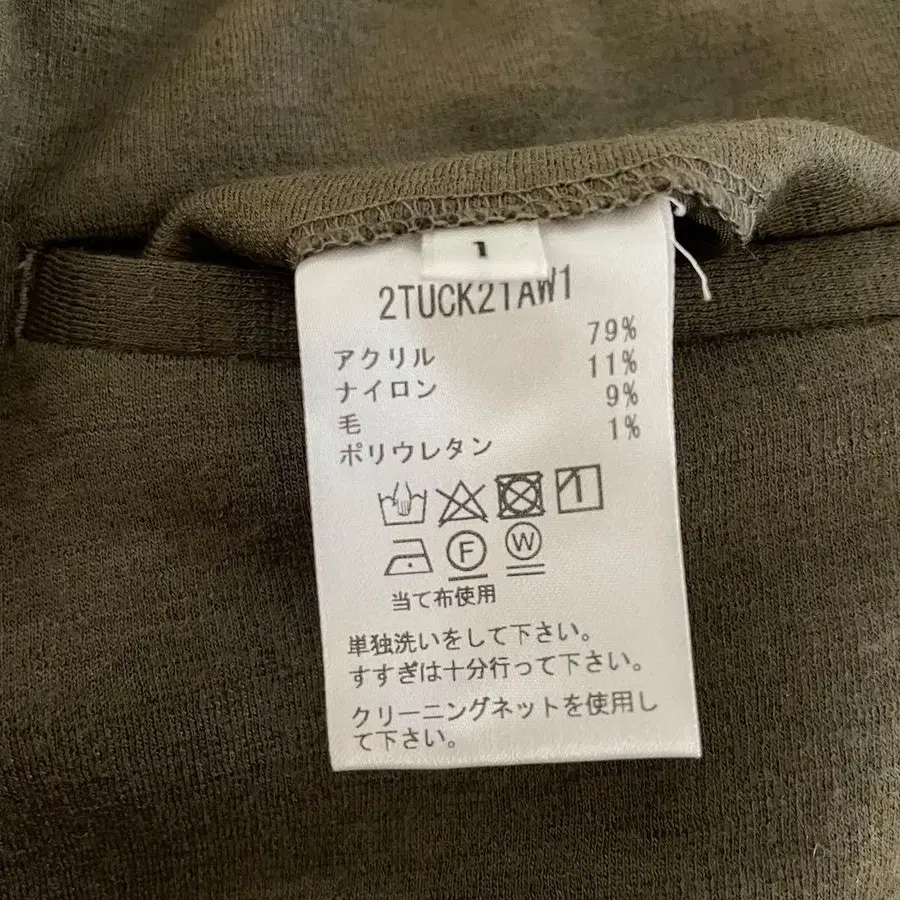 1
2TUCK21AW1
アクリル 79%
ナイロン 11%
毛 9%
ポリウレタン 1%
F W
当て布使用
単独洗いをして下さい。
すすぎは十分行って下さい。
クリーニングネットを使用し
て下さい。